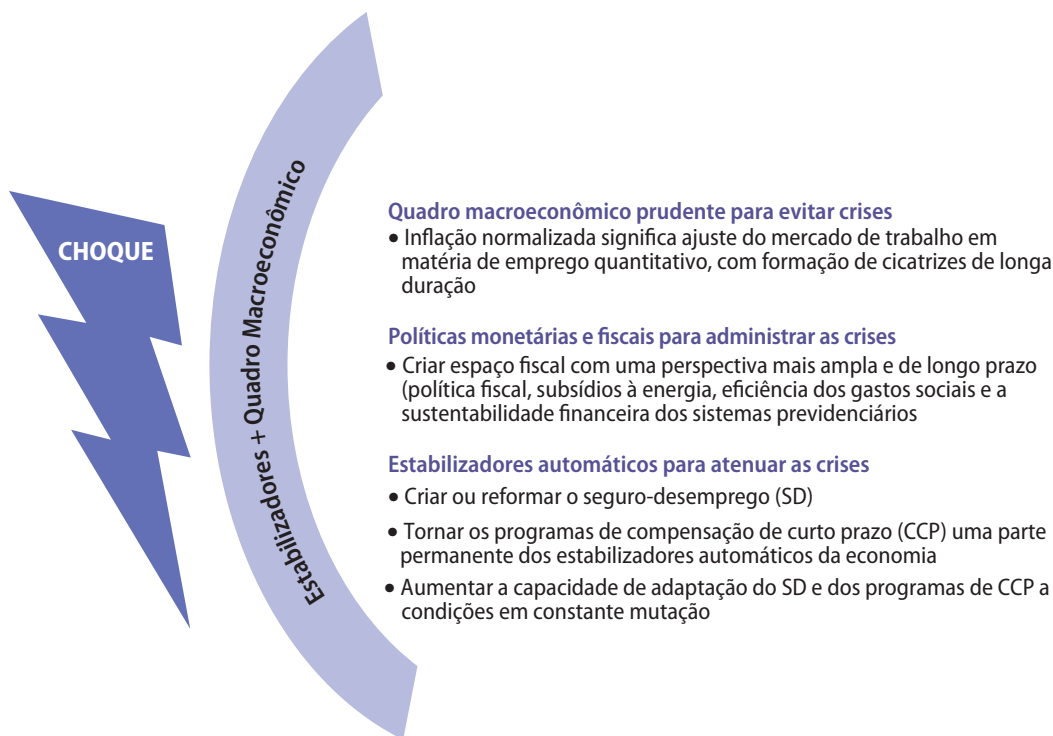 CHOQUE
Estabilizadores + Quadro Macroeconômico
Quadro macroeconômico prudente para evitar crises
• Inflação normalizada significa ajuste do mercado de trabalho em
matéria de emprego quantitativo, com formação de cicatrizes de longa
duração
Políticas monetárias e fiscais para administrar as crises
• Criar espaço fiscal com uma perspectiva mais ampla e de longo prazo
(política fiscal, subsídios à energia, eficiência dos gastos sociais e a
sustentabilidade financeira dos sistemas previdenciários
Estabilizadores automáticos para atenuar as crises
• Criar ou reformar o seguro-desemprego (SD)
• Tornar os programas de compensação de curto prazo (CCP) uma parte
permanente dos estabilizadores automáticos da economia
• Aumentar a capacidade de adaptação do SD e dos programas de CCP a
condições em constante mutação